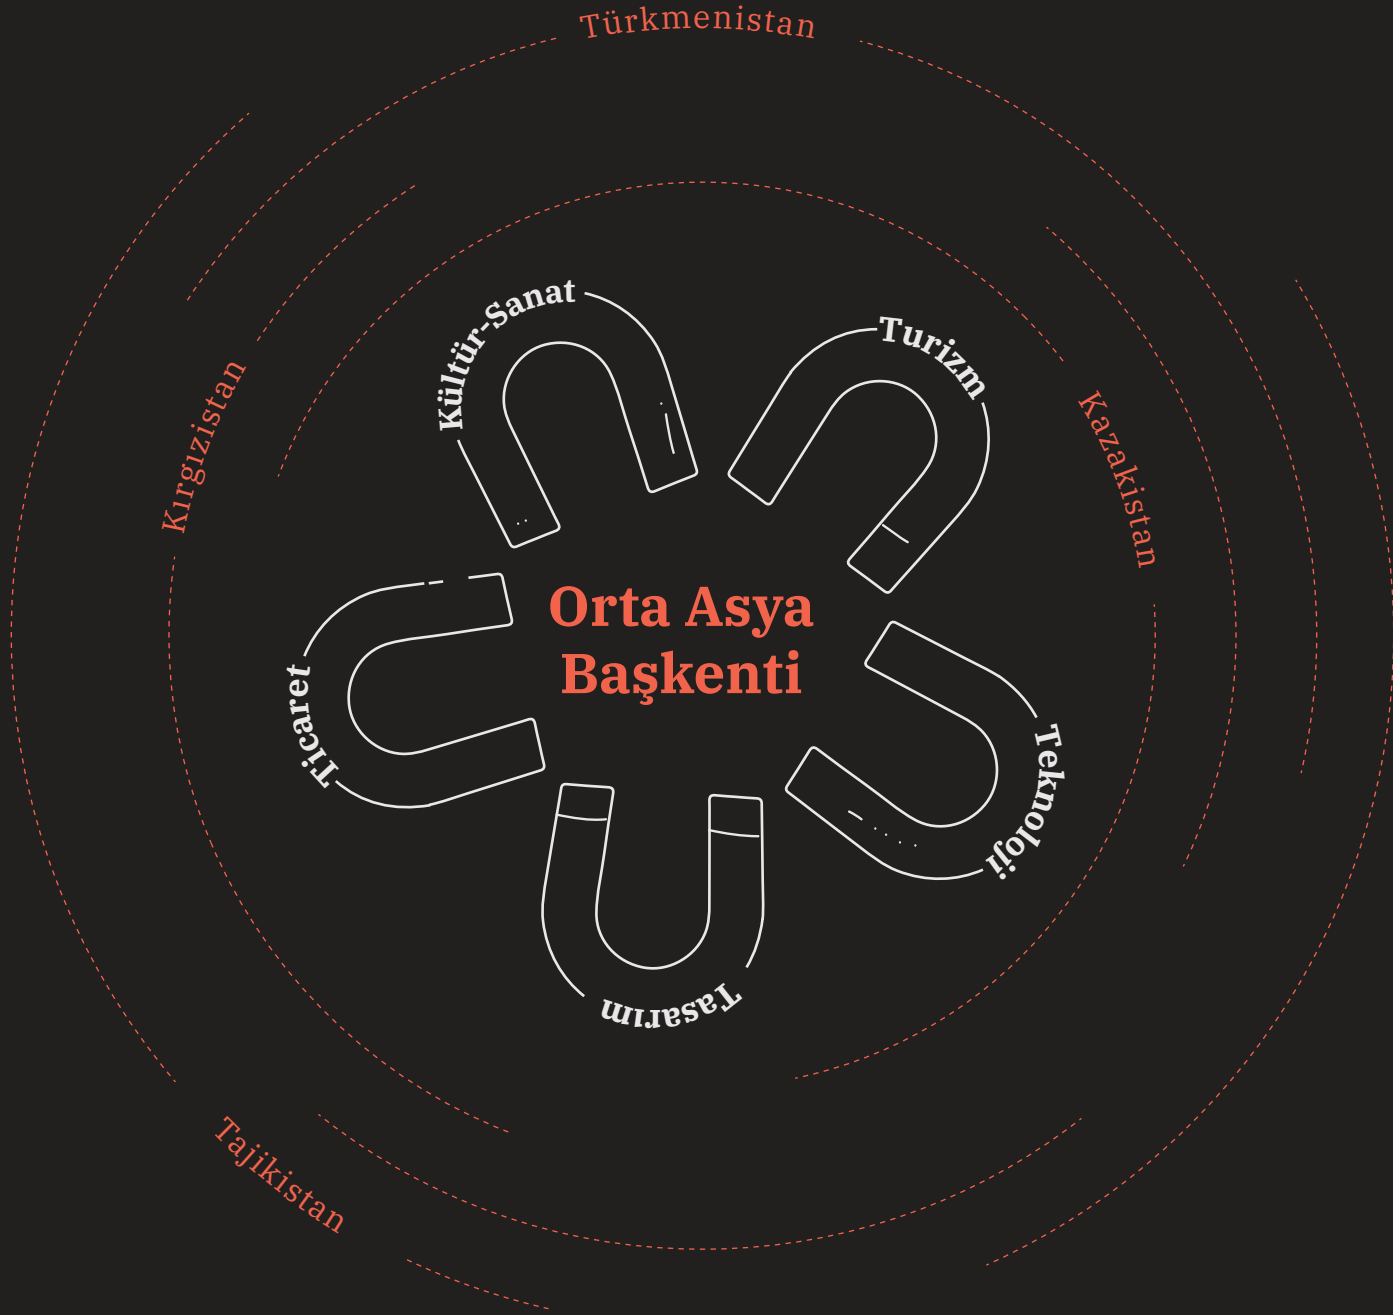 Türkmenistan
Kültür-Sanat
Turizm
Kırgızistan
Kazakistan
Orta Asya
Başkenti
Ticaret
Teknoloji
Tasarım
Tajikistan